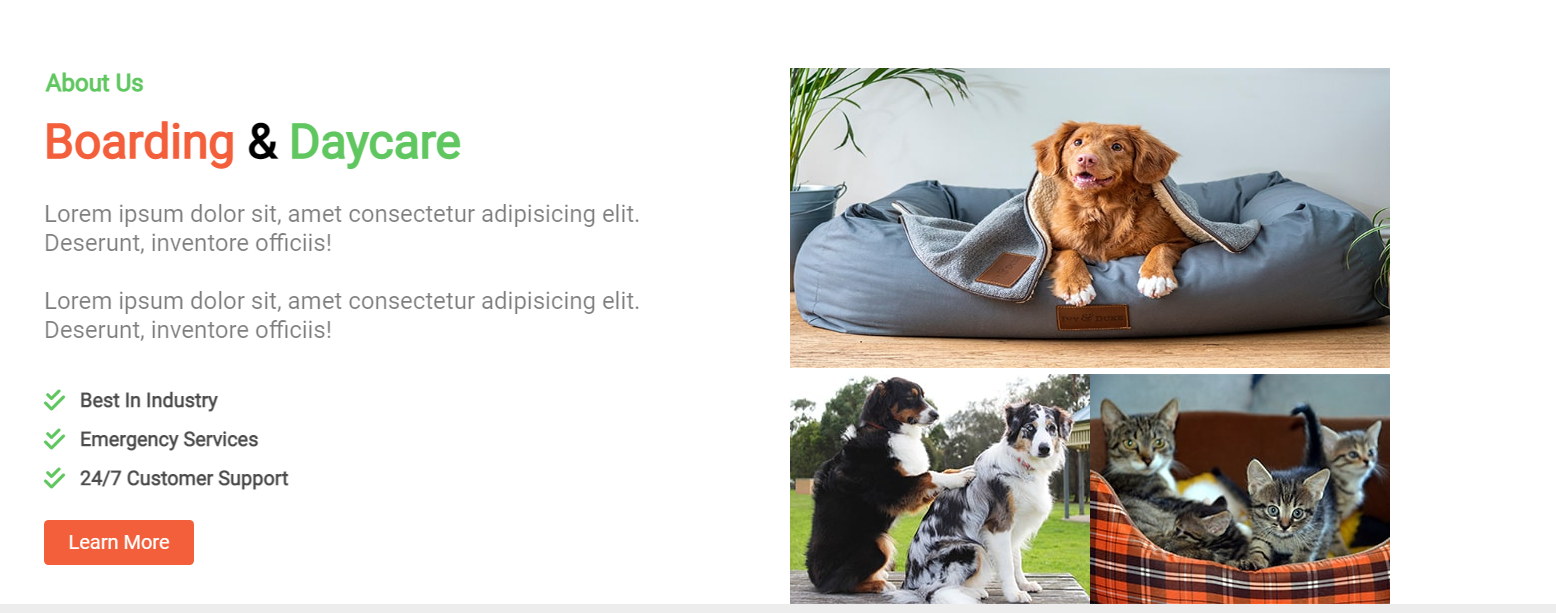 About Us
Boarding & Daycare
Lorem ipsum dolor sit, amet consectetur adipisicing elit.
Deserunt, inventore officiis!
Lorem ipsum dolor sit, amet consectetur adipisicing elit.
Deserunt, inventore officiis!
Best In Industry
Emergency Services
24/7 Customer Support
Learn More